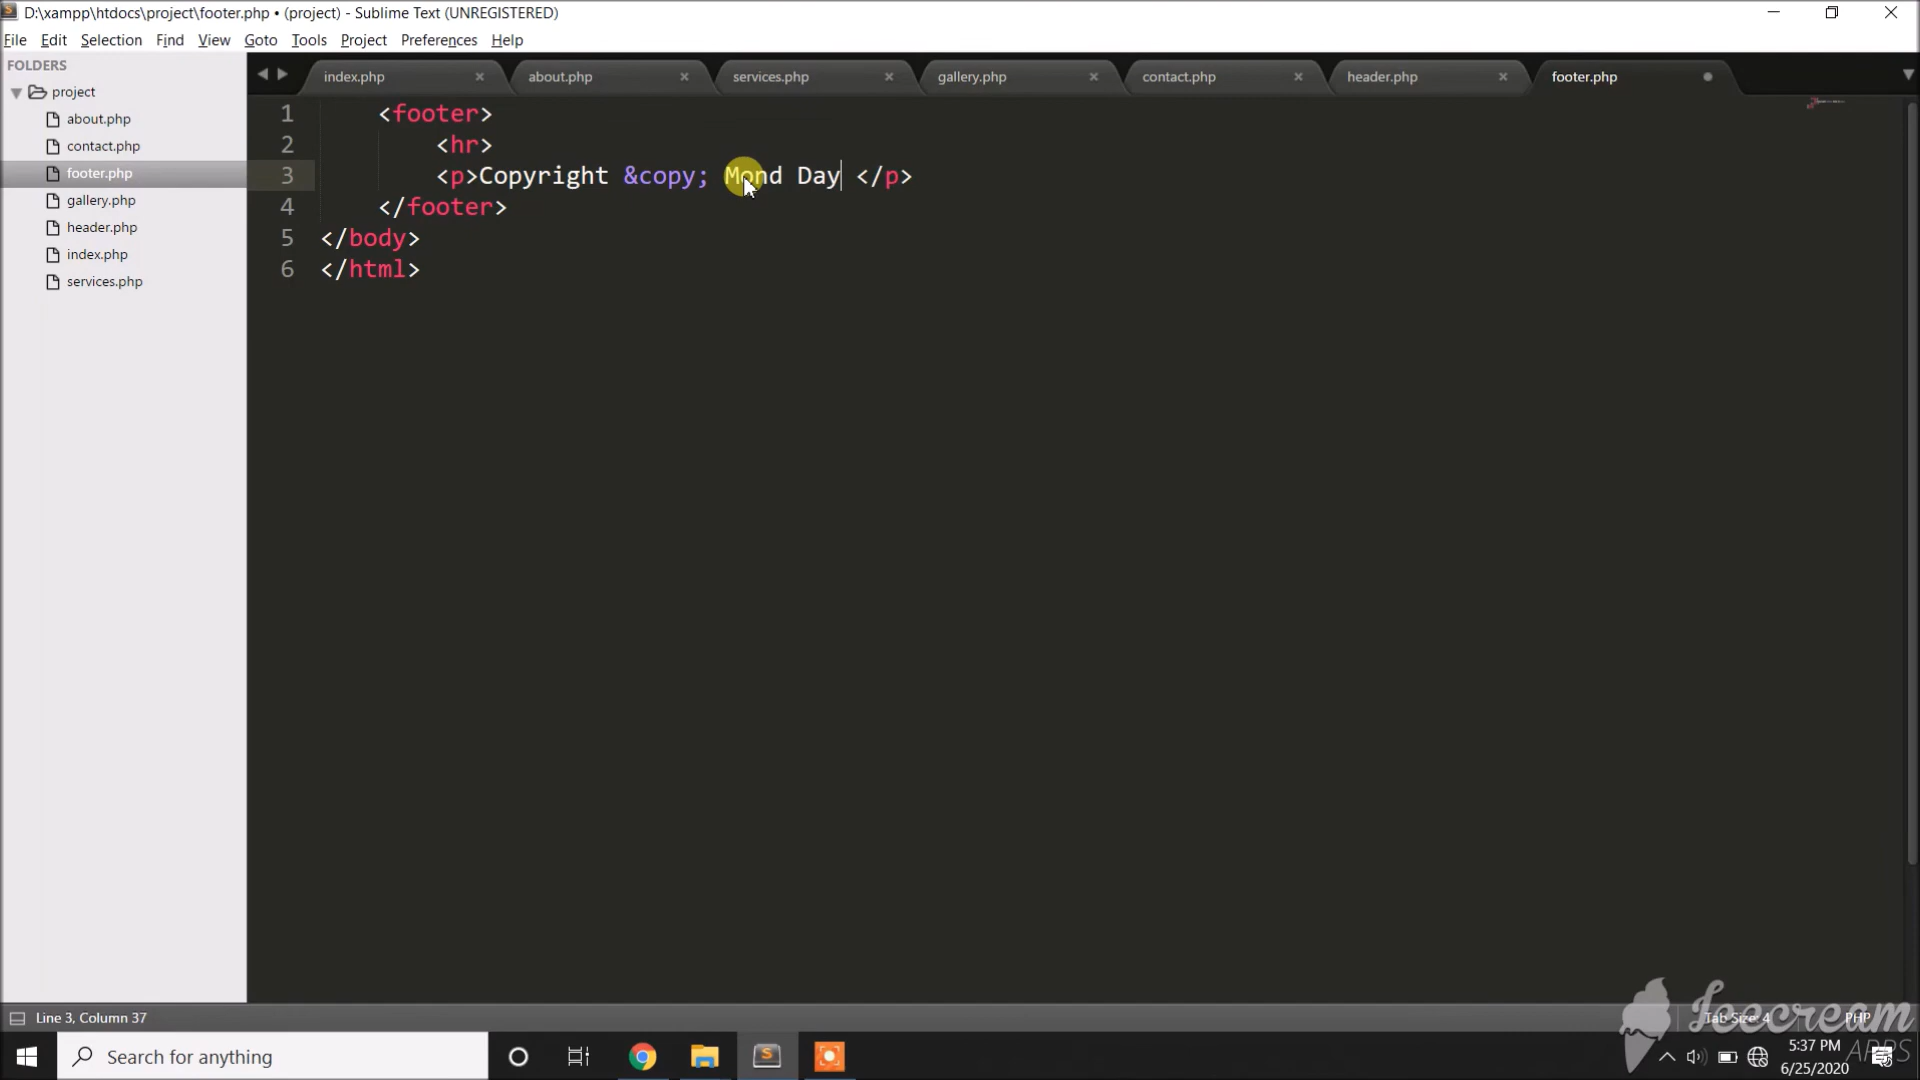 D:\xampp\htdocs\project\footer.php • (project) - Sublime Text (UNREGISTERED)
File Edit Selection Find View Goto Tools Project Preferences Help
FOLDERS
project
about.php
contact.php
footer.php
gallery.php
header.php
index.php
services.php
index.php about.php services.php gallery.php contact.php header.php footer.php
1 <footer>
2 <hr>
3 <p>Copyright &copy; Mond Day </p>
4 </footer>
5 </body>
6 </html>
Line 3, Column 37
Tab Size: 4
PHP
Icecream
APPS
Search for anything
5:37 PM
6/25/2020